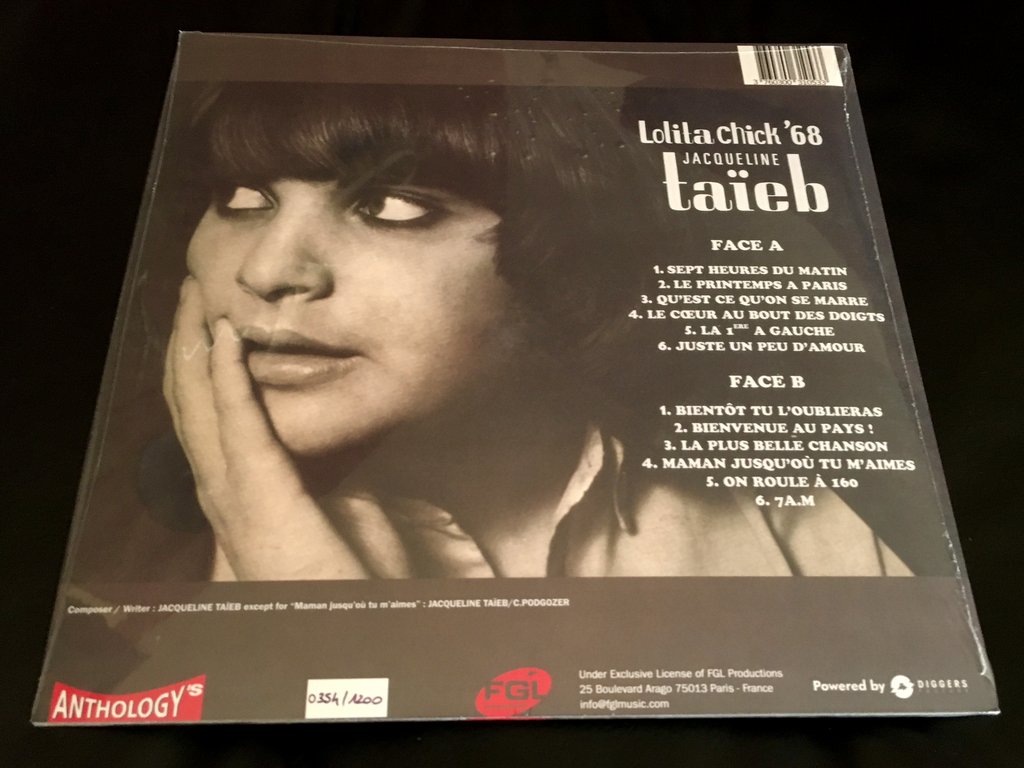 3 760300 310533
Lolita chick '68
JACQUELINE
taïeb
FACE A
1. SEPT HEURES DU MATIN
2. LE PRINTEMPS A PARIS
3. QU'EST CE QU'ON SE MARRE
4. LE CŒUR AU BOUT DES DOIGTS
5. LA 1ERE A GAUCHE
6. JUSTE UN PEU D'AMOUR
FACE B
1. BIENTÔT TU L'OUBLIERAS
2. BIENVENUE AU PAYS !
3. LA PLUS BELLE CHANSON
4. MAMAN JUSQU'OÙ TU M'AIMES
5. ON ROULE À 160
6. 7A.M
Composer / Writer : JACQUELINE TAÏEB except for "Maman jusqu'où tu m'aimes" : JACQUELINE TAÏEB/C.PODGOZER
ANTHOLOGY'S
0354/1200
FGL
Under Exclusive License of FGL Productions
25 Boulevard Arago 75013 Paris - France
info@fglmusic.com
Powered by DIGGERS